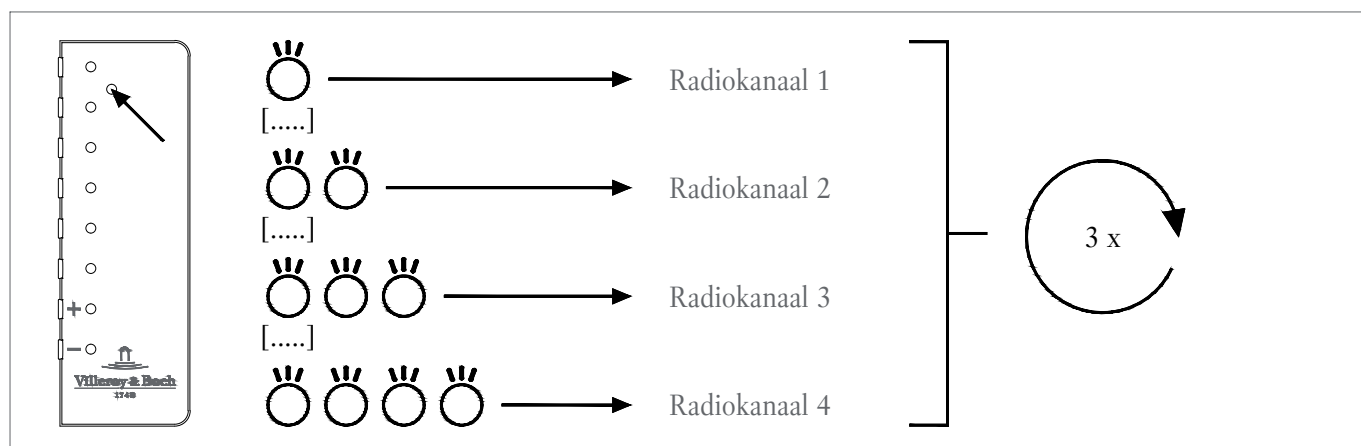 Radiokanaal 1
[.....]
Radiokanaal 2
[.....]
Radiokanaal 3
[.....]
Radiokanaal 4
3 x
+
−
Villeroy & Boch
1748